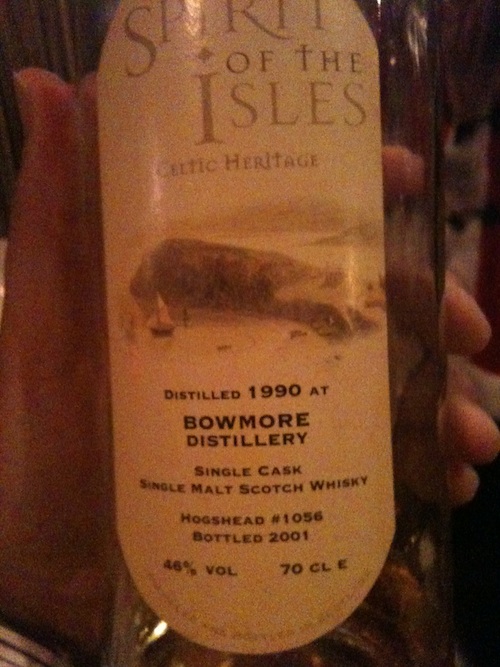 SPIRIT
OF THE
ISLES
CELTIC HERITAGE
DISTILLED 1990 AT
BOWMORE
DISTILLERY
SINGLE CASK
SINGLE MALT SCOTCH WHISKY
HOGSHEAD #1056
BOTTLED 2001
46% VOL 70 CL E